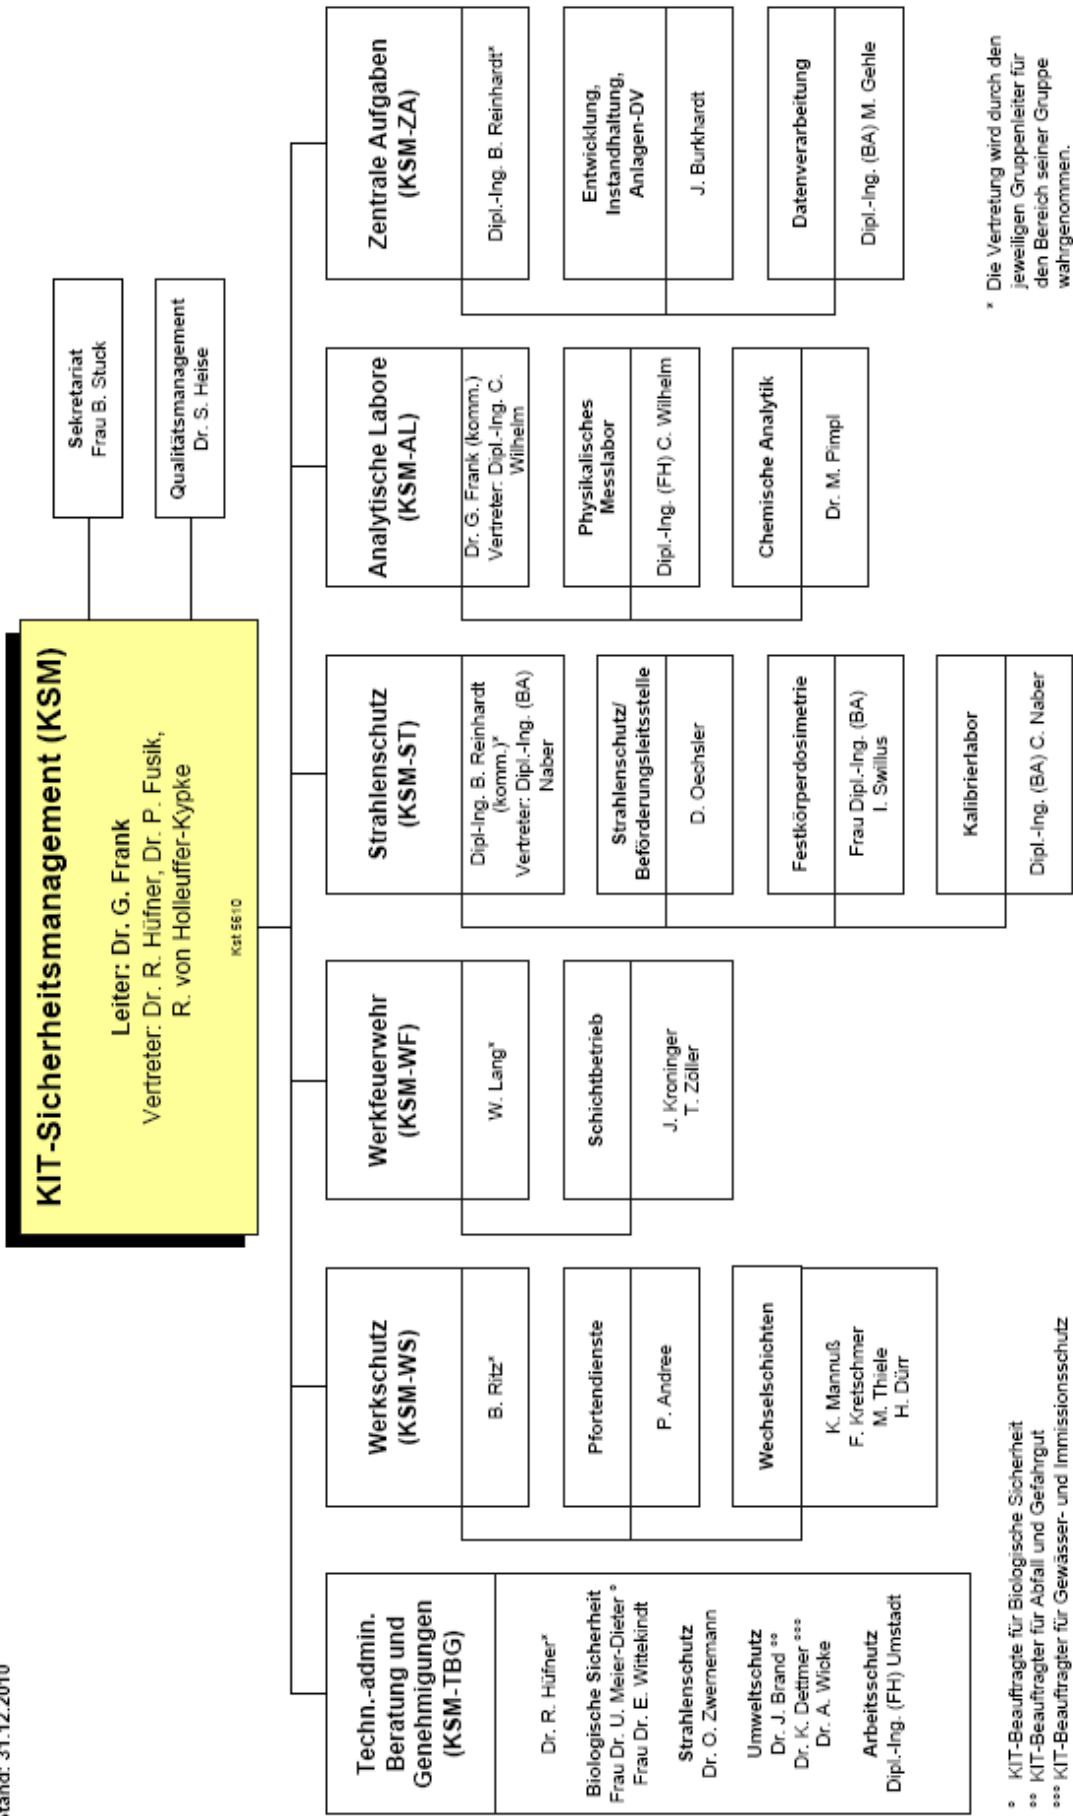 Stand: 31.12.2010
KIT-Sicherheitsmanagement (KSM)
Leiter: Dr. G. Frank
Vertreter: Dr. R. Hüfner, Dr. P. Fusik,
R. von Holleuffer-Kypke
Kst 5610
Sekretariat
Frau B. Stuck
Qualitätsmanagement
Dr. S. Heise
Techn.-admin.
Beratung und
Genehmigungen
(KSM-TBG)
Dr. R. Hüfner*
Biologische Sicherheit
Frau Dr. U. Meier-Dieter °
Frau Dr. E. Wittekindt
Strahlenschutz
Dr. O. Zwernemann
Umweltschutz
Dr. J. Brand °°
Dr. K. Dettmer °°°
Dr. A. Wicke
Arbeitsschutz
Dipl.-Ing. (FH) Umstadt
Werkschutz
(KSM-WS)
B. Ritz*
Pfortendienste
P. Andree
Wechselschichten
K. Mannuß
F. Kretschmer
M. Thiele
H. Dürr
Werkfeuerwehr
(KSM-WF)
W. Lang*
Schichtbetrieb
J. Kroninger
T. Zöller
Strahlenschutz
(KSM-ST)
Dipl-Ing. B. Reinhardt
(komm.)*
Vertreter: Dipl.-Ing. (BA)
Naber
Strahlenschutz/
Beförderungsleitsstelle
D. Oechsler
Festkörperdosimetrie
Frau Dipl.-Ing. (BA)
I. Swillus
Kalibrierlabor
Dipl.-Ing. (BA) C. Naber
Analytische Labore
(KSM-AL)
Dr. G. Frank (komm.)
Vertreter: Dipl.-Ing. C.
Wilhelm
Physikalisches
Messlabor
Dipl.-Ing. (FH) C. Wilhelm
Chemische Analytik
Dr. M. Pimpl
Zentrale Aufgaben
(KSM-ZA)
Dipl.-Ing. B. Reinhardt*
Entwicklung,
Instandhaltung,
Anlagen-DV
J. Burkhardt
Datenverarbeitung
Dipl.-Ing. (BA) M. Gehle
° KIT-Beauftragte für Biologische Sicherheit
°° KIT-Beauftragter für Abfall und Gefahrgut
°°° KIT-Beauftragter für Gewässer- und Immissionsschutz
* Die Vertretung wird durch den
jeweiligen Gruppenleiter für
den Bereich seiner Gruppe
wahrgenommen.